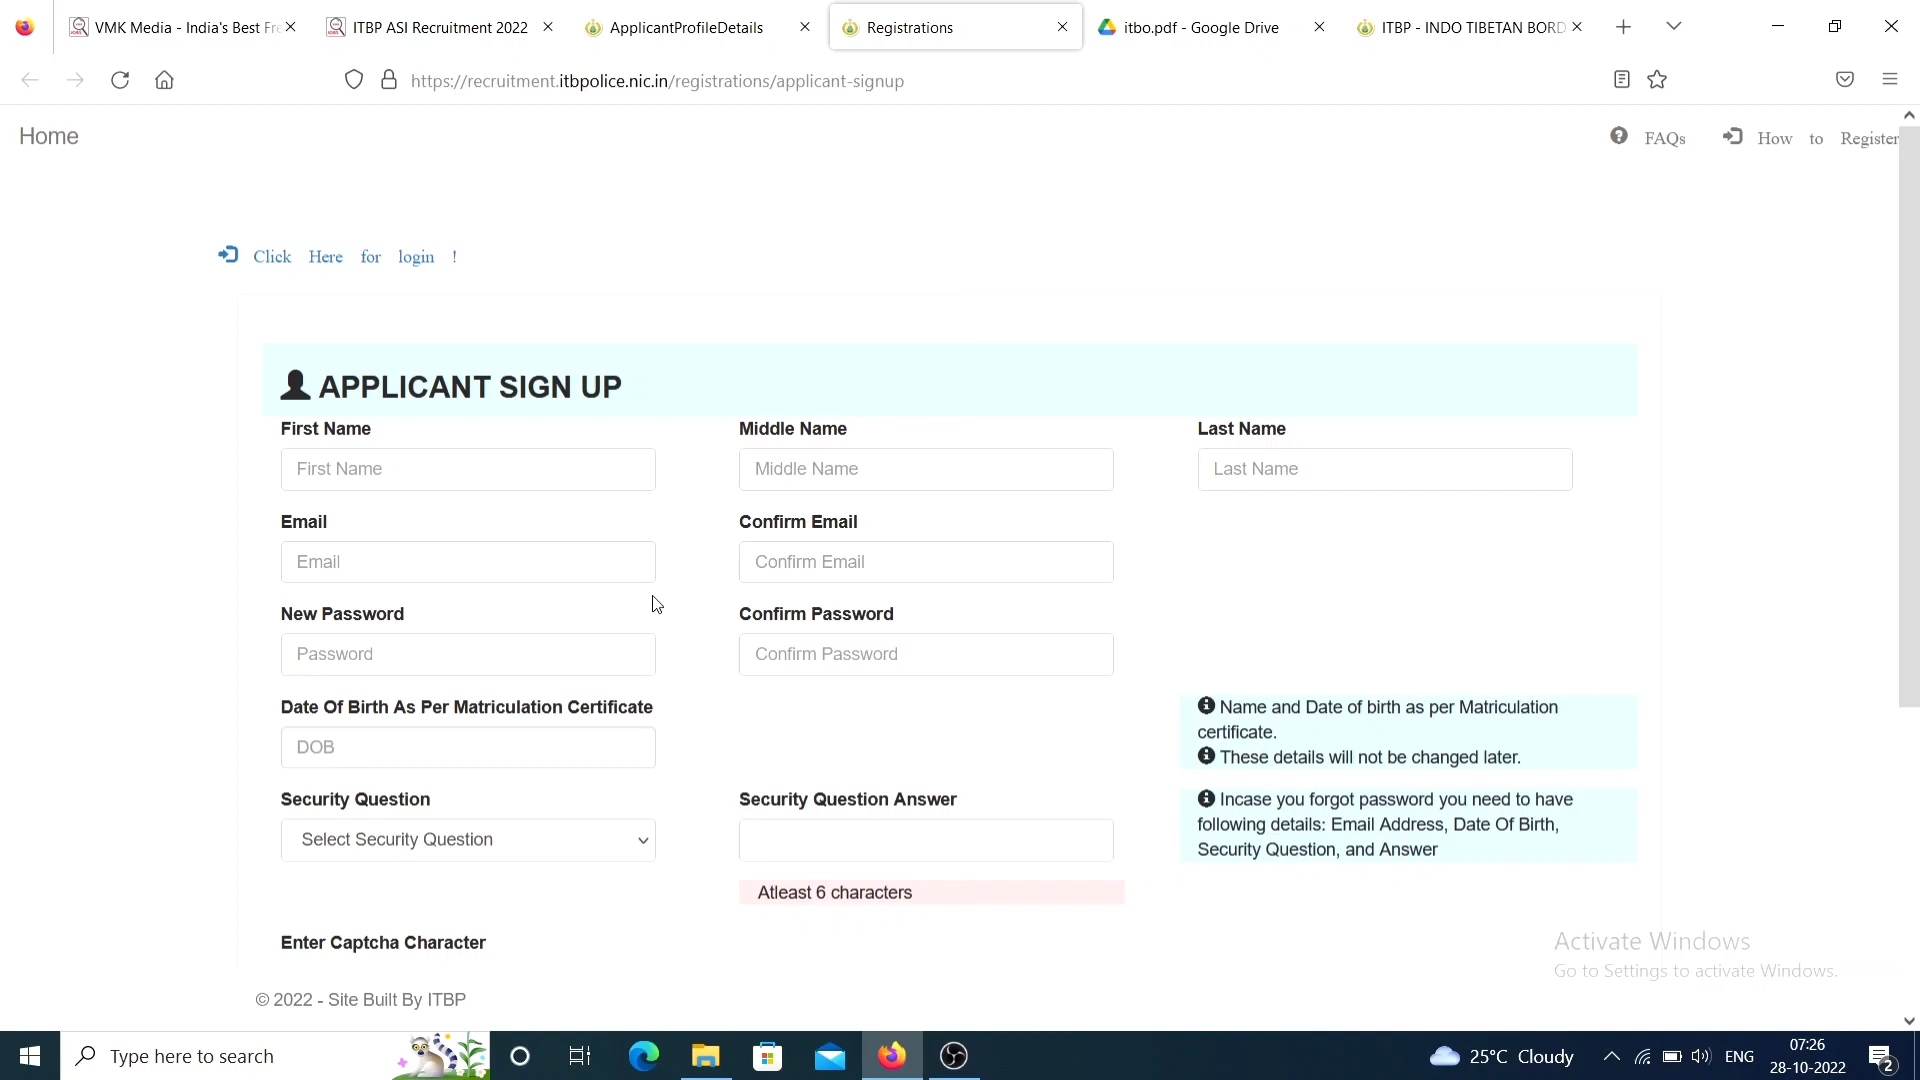 VMK Media - India's Best Fre
ITBP ASI Recruitment 2022
ApplicantProfileDetails
Registrations
itbo.pdf - Google Drive
ITBP - INDO TIBETAN BORD
https://recruitment.itbpolice.nic.in/registrations/applicant-signup
Home
FAQs
How to Register
Click Here for login !
APPLICANT SIGN UP
First Name
Middle Name
Last Name
First Name
Middle Name
Last Name
Email
Confirm Email
Email
Confirm Email
New Password
Confirm Password
Password
Confirm Password
Date Of Birth As Per Matriculation Certificate
DOB
Name and Date of birth as per Matriculation
certificate.
These details will not be changed later.
Security Question
Security Question Answer
Select Security Question
Incase you forgot password you need to have
following details: Email Address, Date Of Birth,
Security Question, and Answer
Atleast 6 characters
Enter Captcha Character
Activate Windows
Go to Settings to activate Windows.
© 2022 - Site Built By ITBP
Type here to search
25°C Cloudy
ENG
07:26
28-10-2022
2